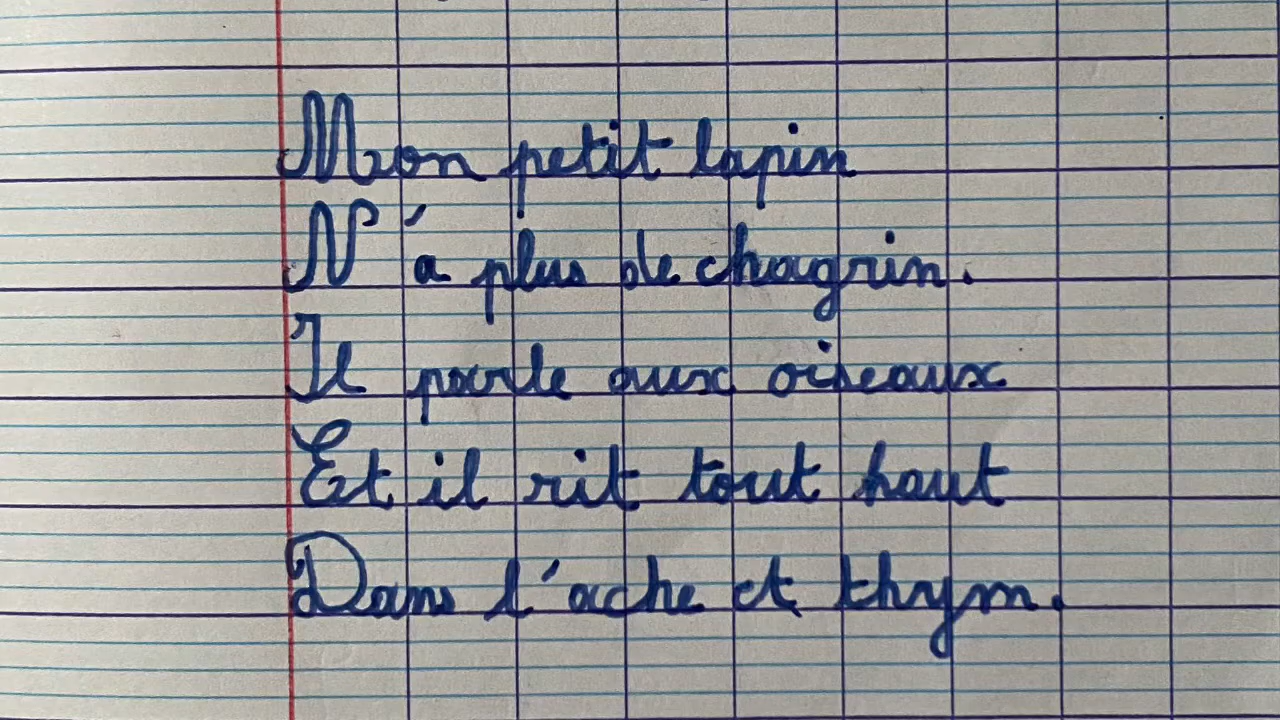 Mon petit lapin
N'a plus de chagrin.
Il parle aux oiseaux
Et il rit tout haut
Dans l'ache et thym.